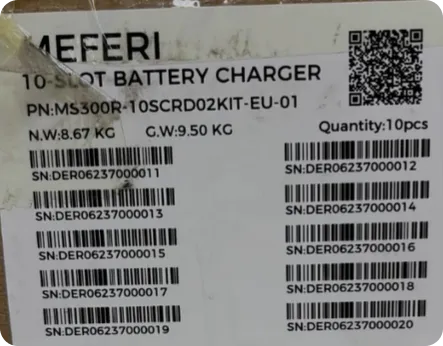 MEFERI
10-SLOT BATTERY CHARGER
PN:MS300R-10SCRD02KIT-EU-01
N.W:8.67 KG G.W:9.50 KG Quantity:10pcs
SN:DER06237000011 SN:DER06237000012
SN:DER06237000013 SN:DER06237000014
SN:DER06237000015 SN:DER06237000016
SN:DER06237000017 SN:DER06237000018
SN:DER06237000019 SN:DER06237000020